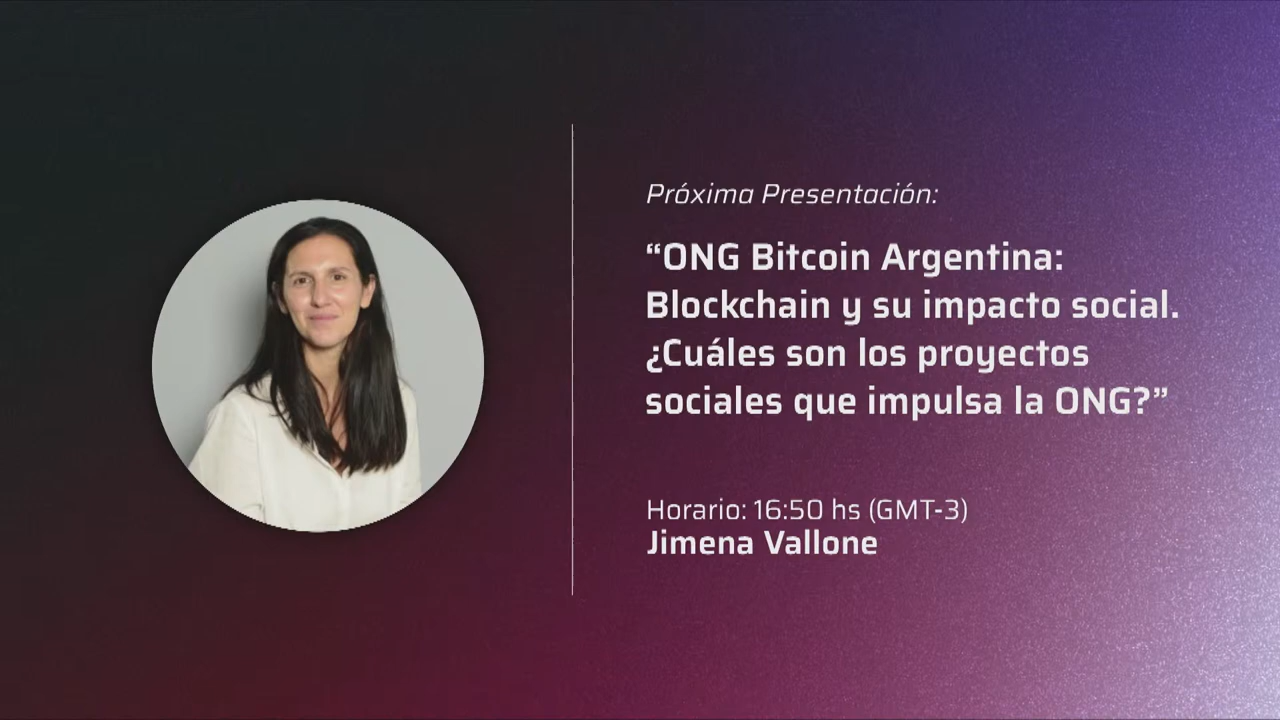 Próxima Presentación:
“ONG Bitcoin Argentina:
Blockchain y su impacto social.
¿Cuáles son los proyectos
sociales que impulsa la ONG?”
Horario: 16:50 hs (GMT-3)
Jimena Vallone